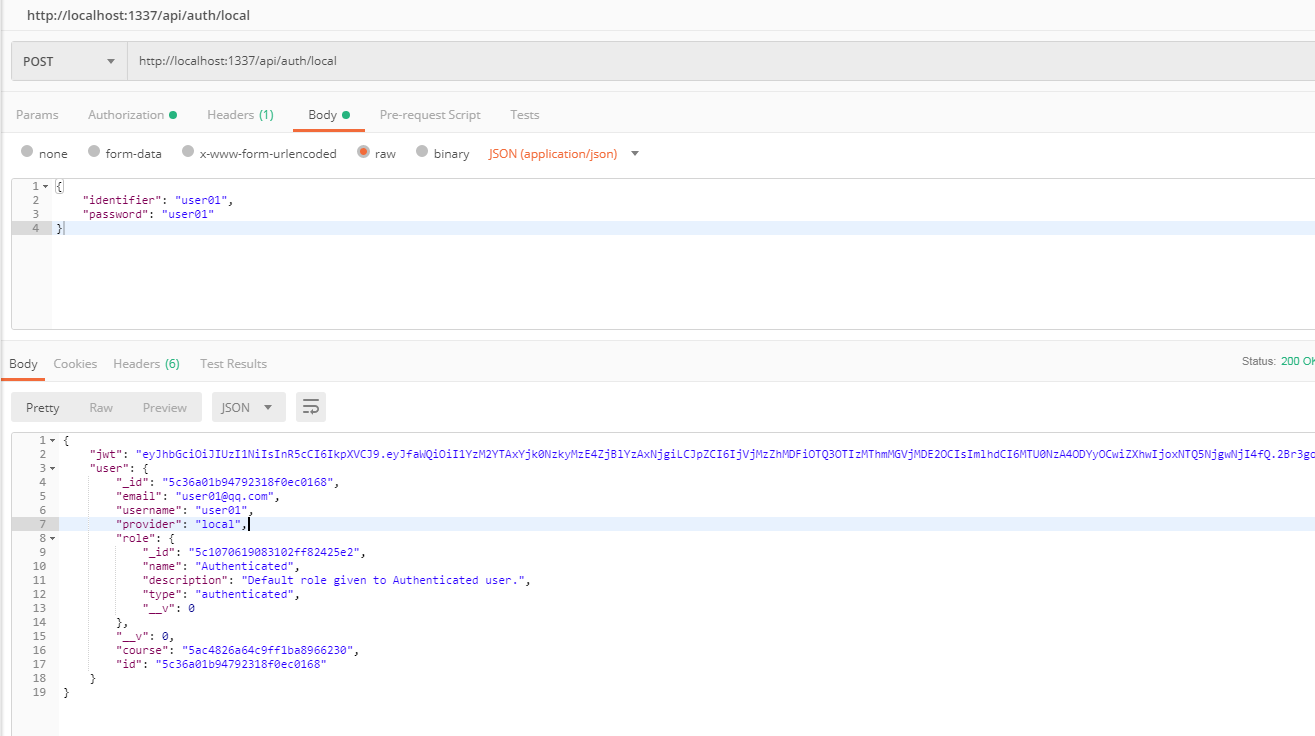 http://localhost:1337/api/auth/local
POST http://localhost:1337/api/auth/local
Params Authorization Headers (1) Body Pre-request Script Tests
none form-data x-www-form-urlencoded raw binary JSON (application/json)
1 {
2 "identifier": "user01",
3 "password": "user01"
4 }
Body Cookies Headers (6) Test Results Status: 200 OK
Pretty Raw Preview JSON
1 {
2 "jwt":
3 "user": {
4 "_id": "5c36a01b94792318f0ec0168",
5 "email": "user01@qq.com",
6 "username": "user01",
7 "provider": "local",
8 "role": {
9 "_id": "5c1070619083102ff82425e2",
10 "name": "Authenticated",
11 "description": "Default role given to Authenticated user.",
12 "type": "authenticated",
13 "__v": 0
14 },
15 "__v": 0,
16 "course": "5ac4826a64c9ff1ba8966230",
17 "id": "5c36a01b94792318f0ec0168"
18 }
19 }